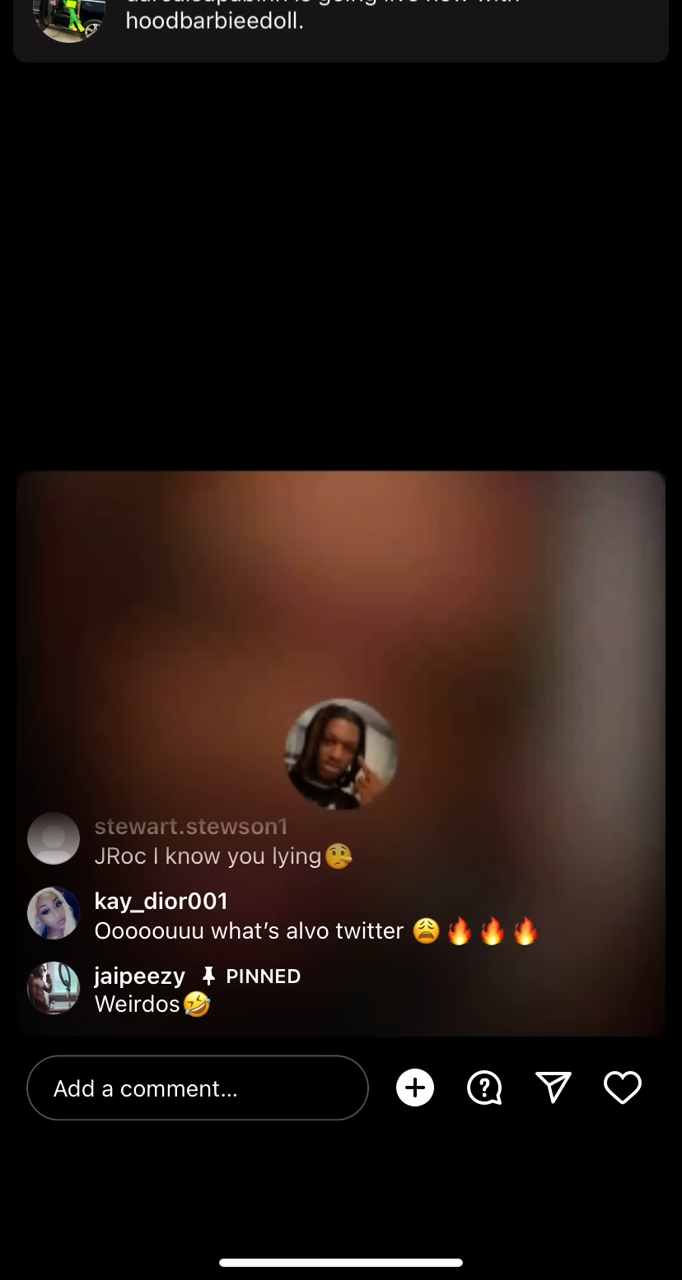 hoodbarbieedoll.
stewart.stewson1
JRoc I know you lying🤥
kay_dior001
Ooooouuu what’s alvo twitter 😩🔥🔥🔥
jaipeezy 📌 PINNED
Weirdos🤣
Add a comment...